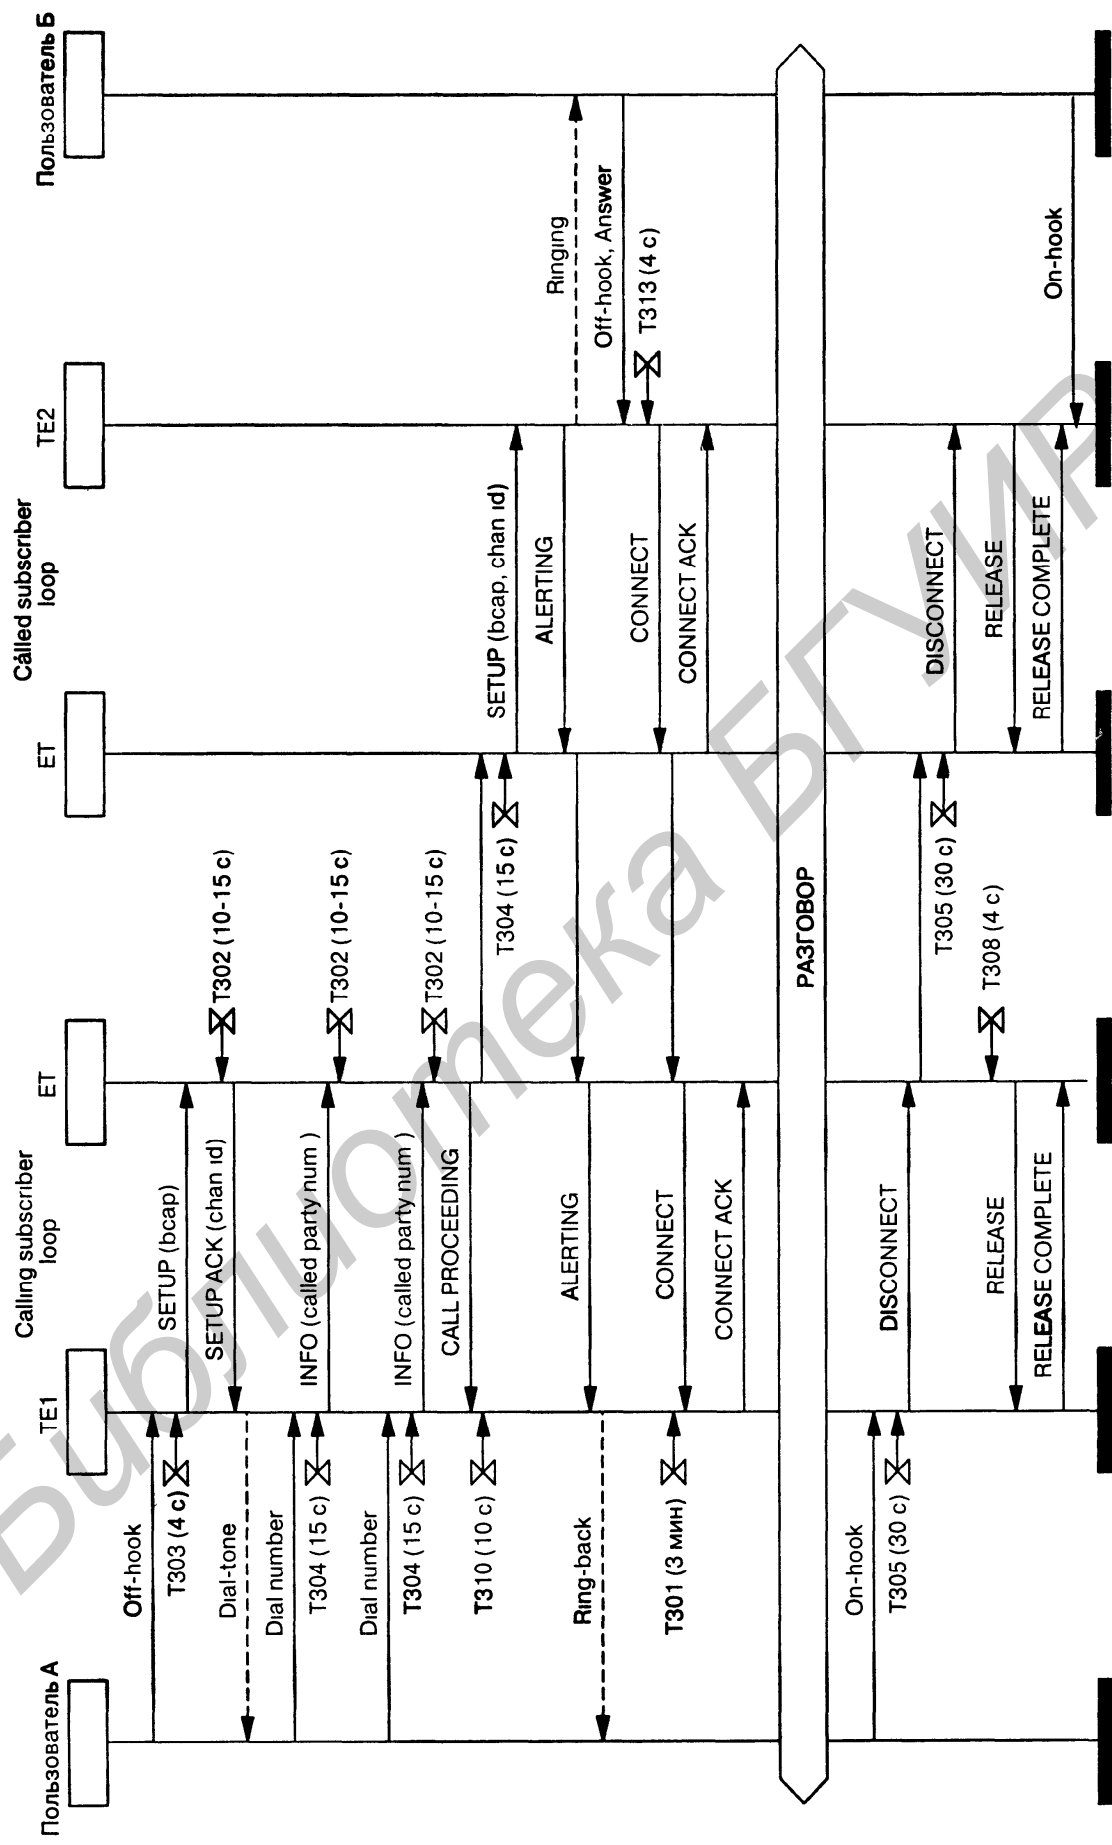 Пользователь А
TE1
Calling subscriber
loop
ET
ET
Called subscriber
loop
TE2
Пользователь Б
Off-hook
T303 (4 с)
SETUP (bcap)
T302 (10-15 с)
SETUP ACK (chan id)
Dial-tone
Dial number
T304 (15 с)
INFO (called party num )
T302 (10-15 с)
Dial number
T304 (15 с)
INFO (called party num )
T302 (10-15 с)
CALL PROCEEDING
T310 (10 с)
T304 (15 с)
SETUP (bcap, chan id)
ALERTING
Ringing
ALERTING
Ring-back
Off-hook, Answer
T313 (4 с)
CONNECT
CONNECT
T301 (3 мин)
CONNECT ACK
CONNECT ACK
РАЗГОВОР
On-hook
T305 (30 с)
DISCONNECT
T305 (30 с)
DISCONNECT
T308 (4 с)
RELEASE
RELEASE
RELEASE COMPLETE
RELEASE COMPLETE
On-hook
Библиотека БГУИР